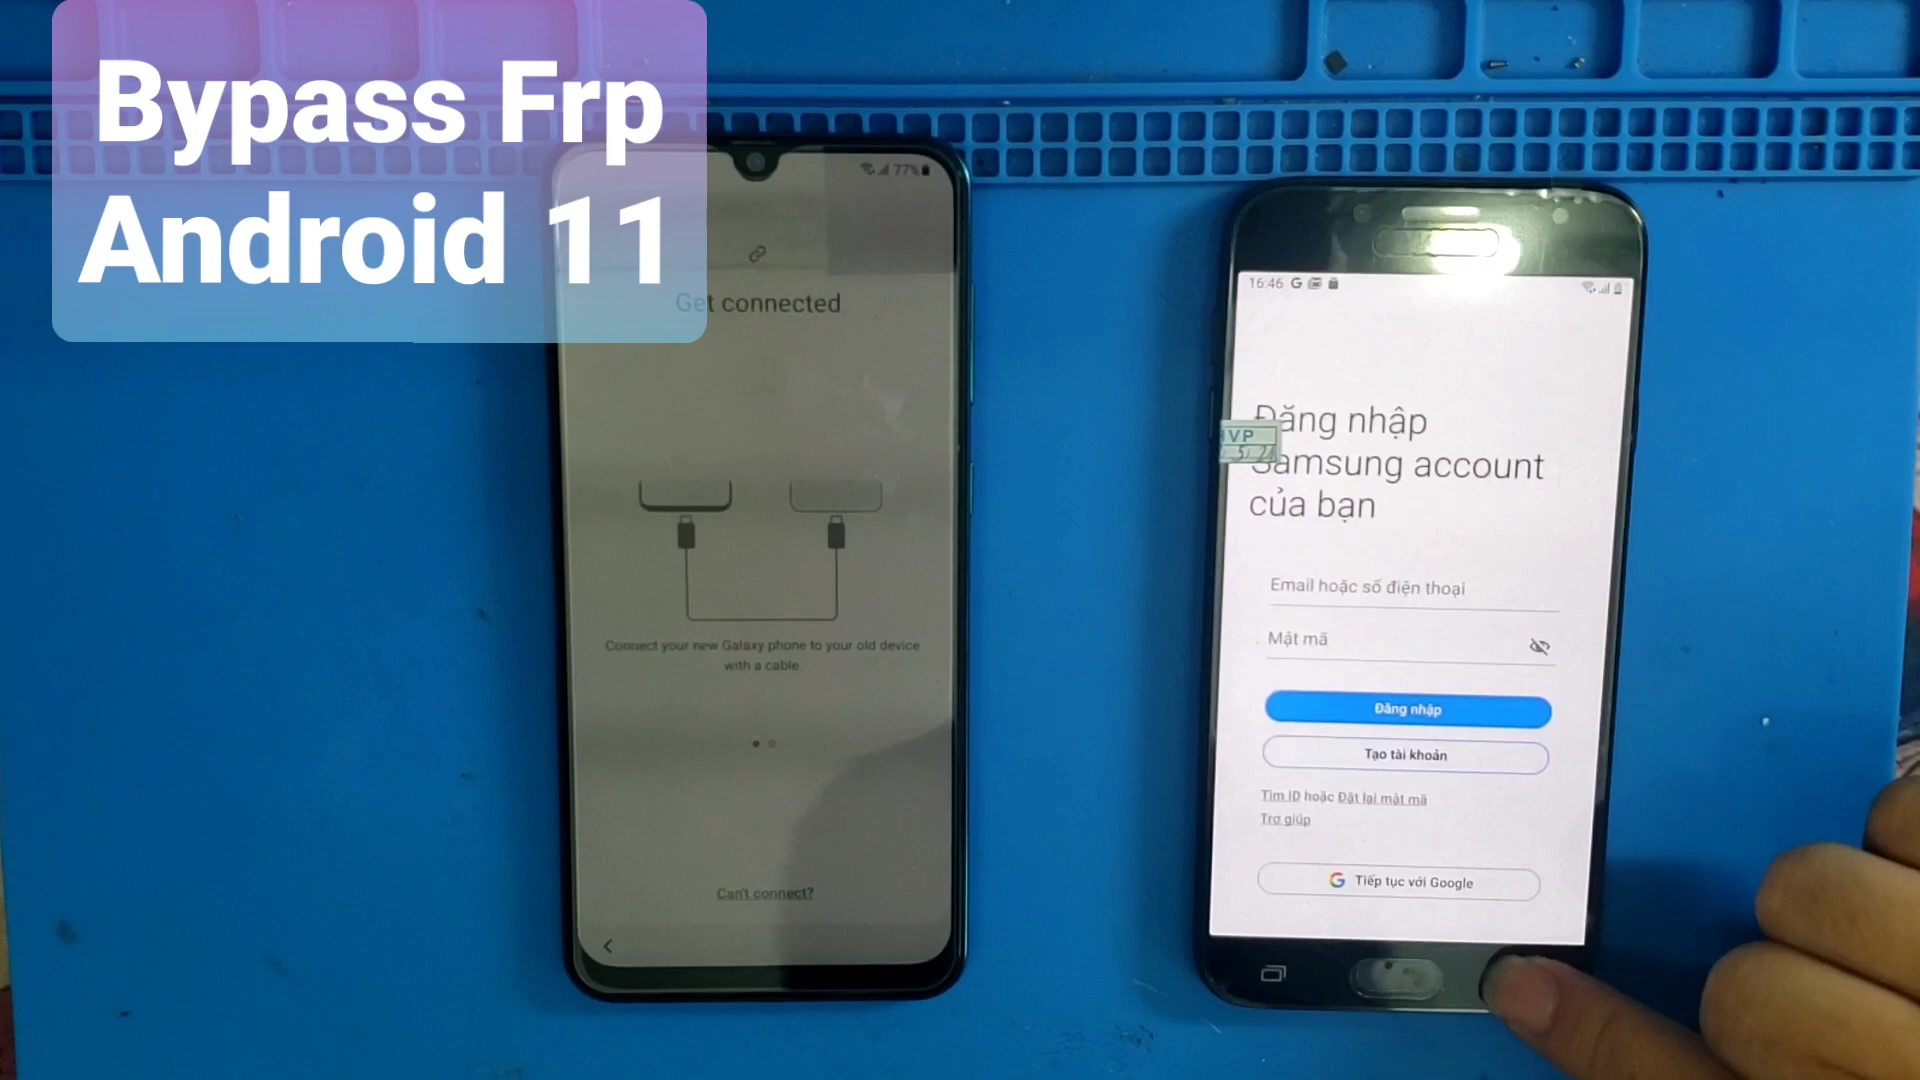 Bypass Frp
Android 11
77%
Get connected
Connect your new Galaxy phone to your old device
with a cable.
Can't connect?
16:46 G
Đăng nhập
Samsung account
của bạn
VP
Email hoặc số điện thoại
Mật mã
Đăng nhập
Tạo tài khoản
Tìm ID hoặc Đặt lại mật mã
Trợ giúp
G Tiếp tục với Google